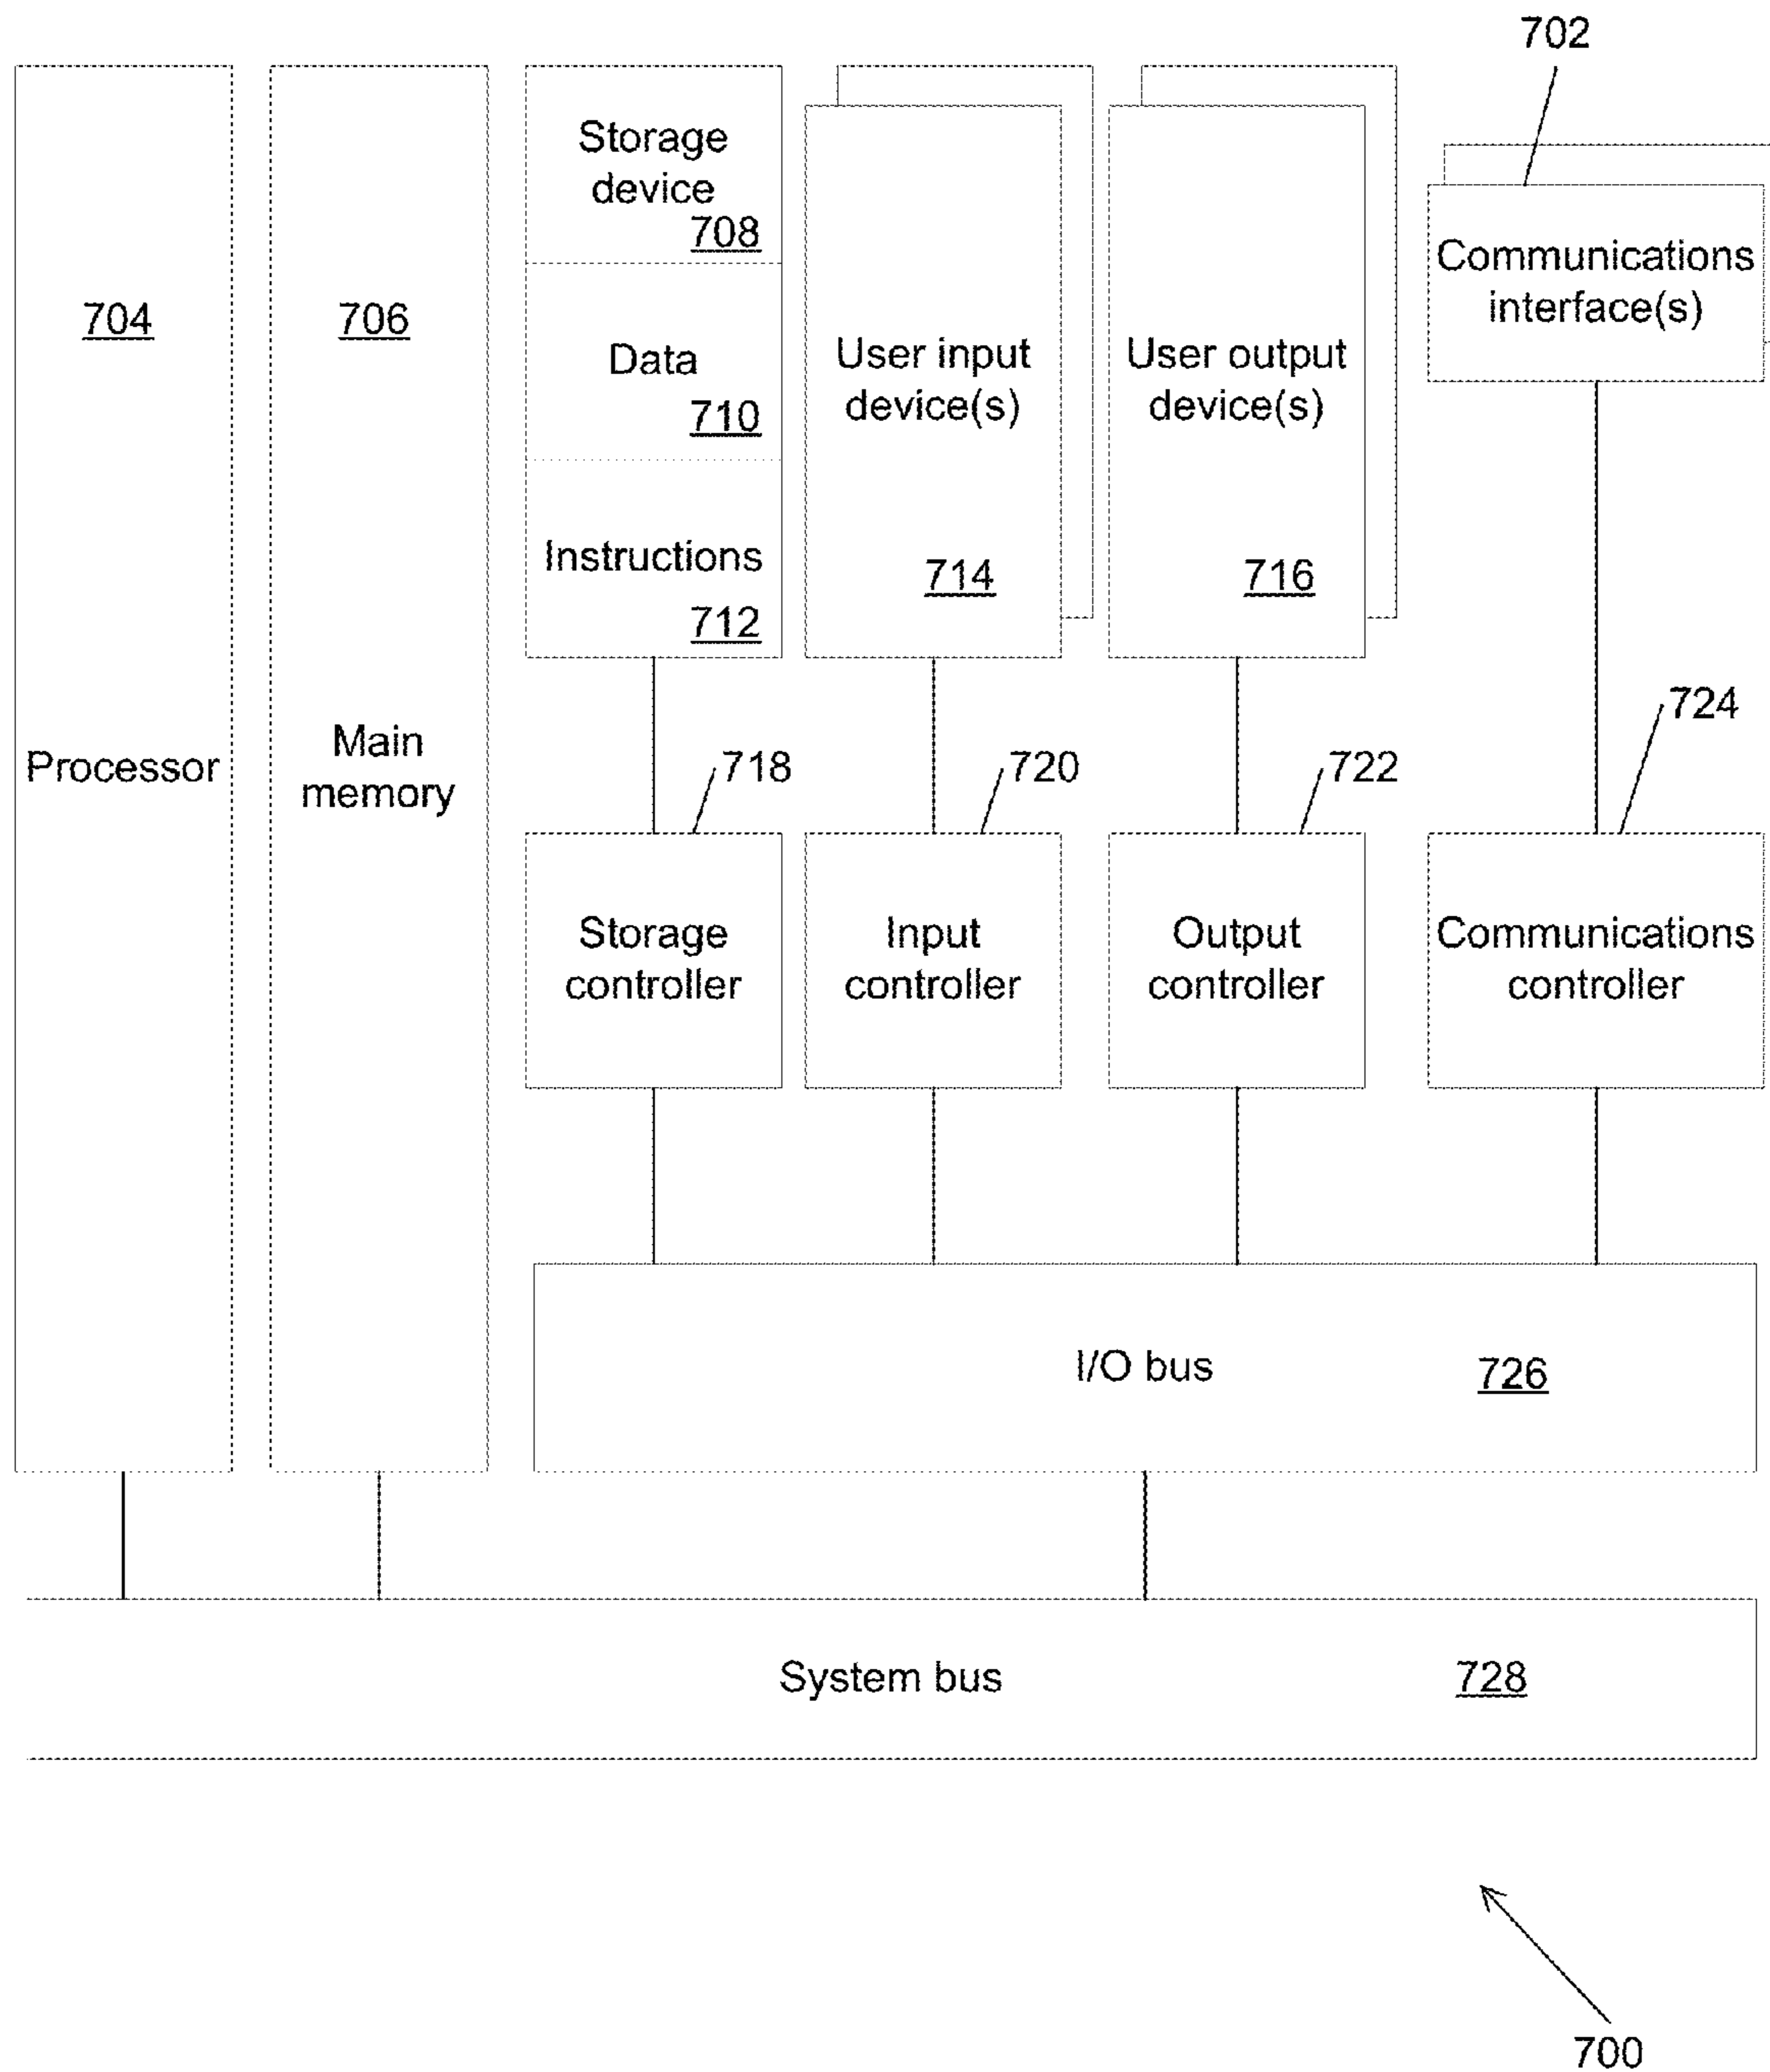 702
Storage
device
708
704
706
Communications
interface(s)
Data
710
User input
device(s)
User output
device(s)
Instructions
712
714
716
724
Processor
Main
memory
718
720
722
Storage
controller
Input
controller
Output
controller
Communications
controller
I/O bus
726
System bus
728
700